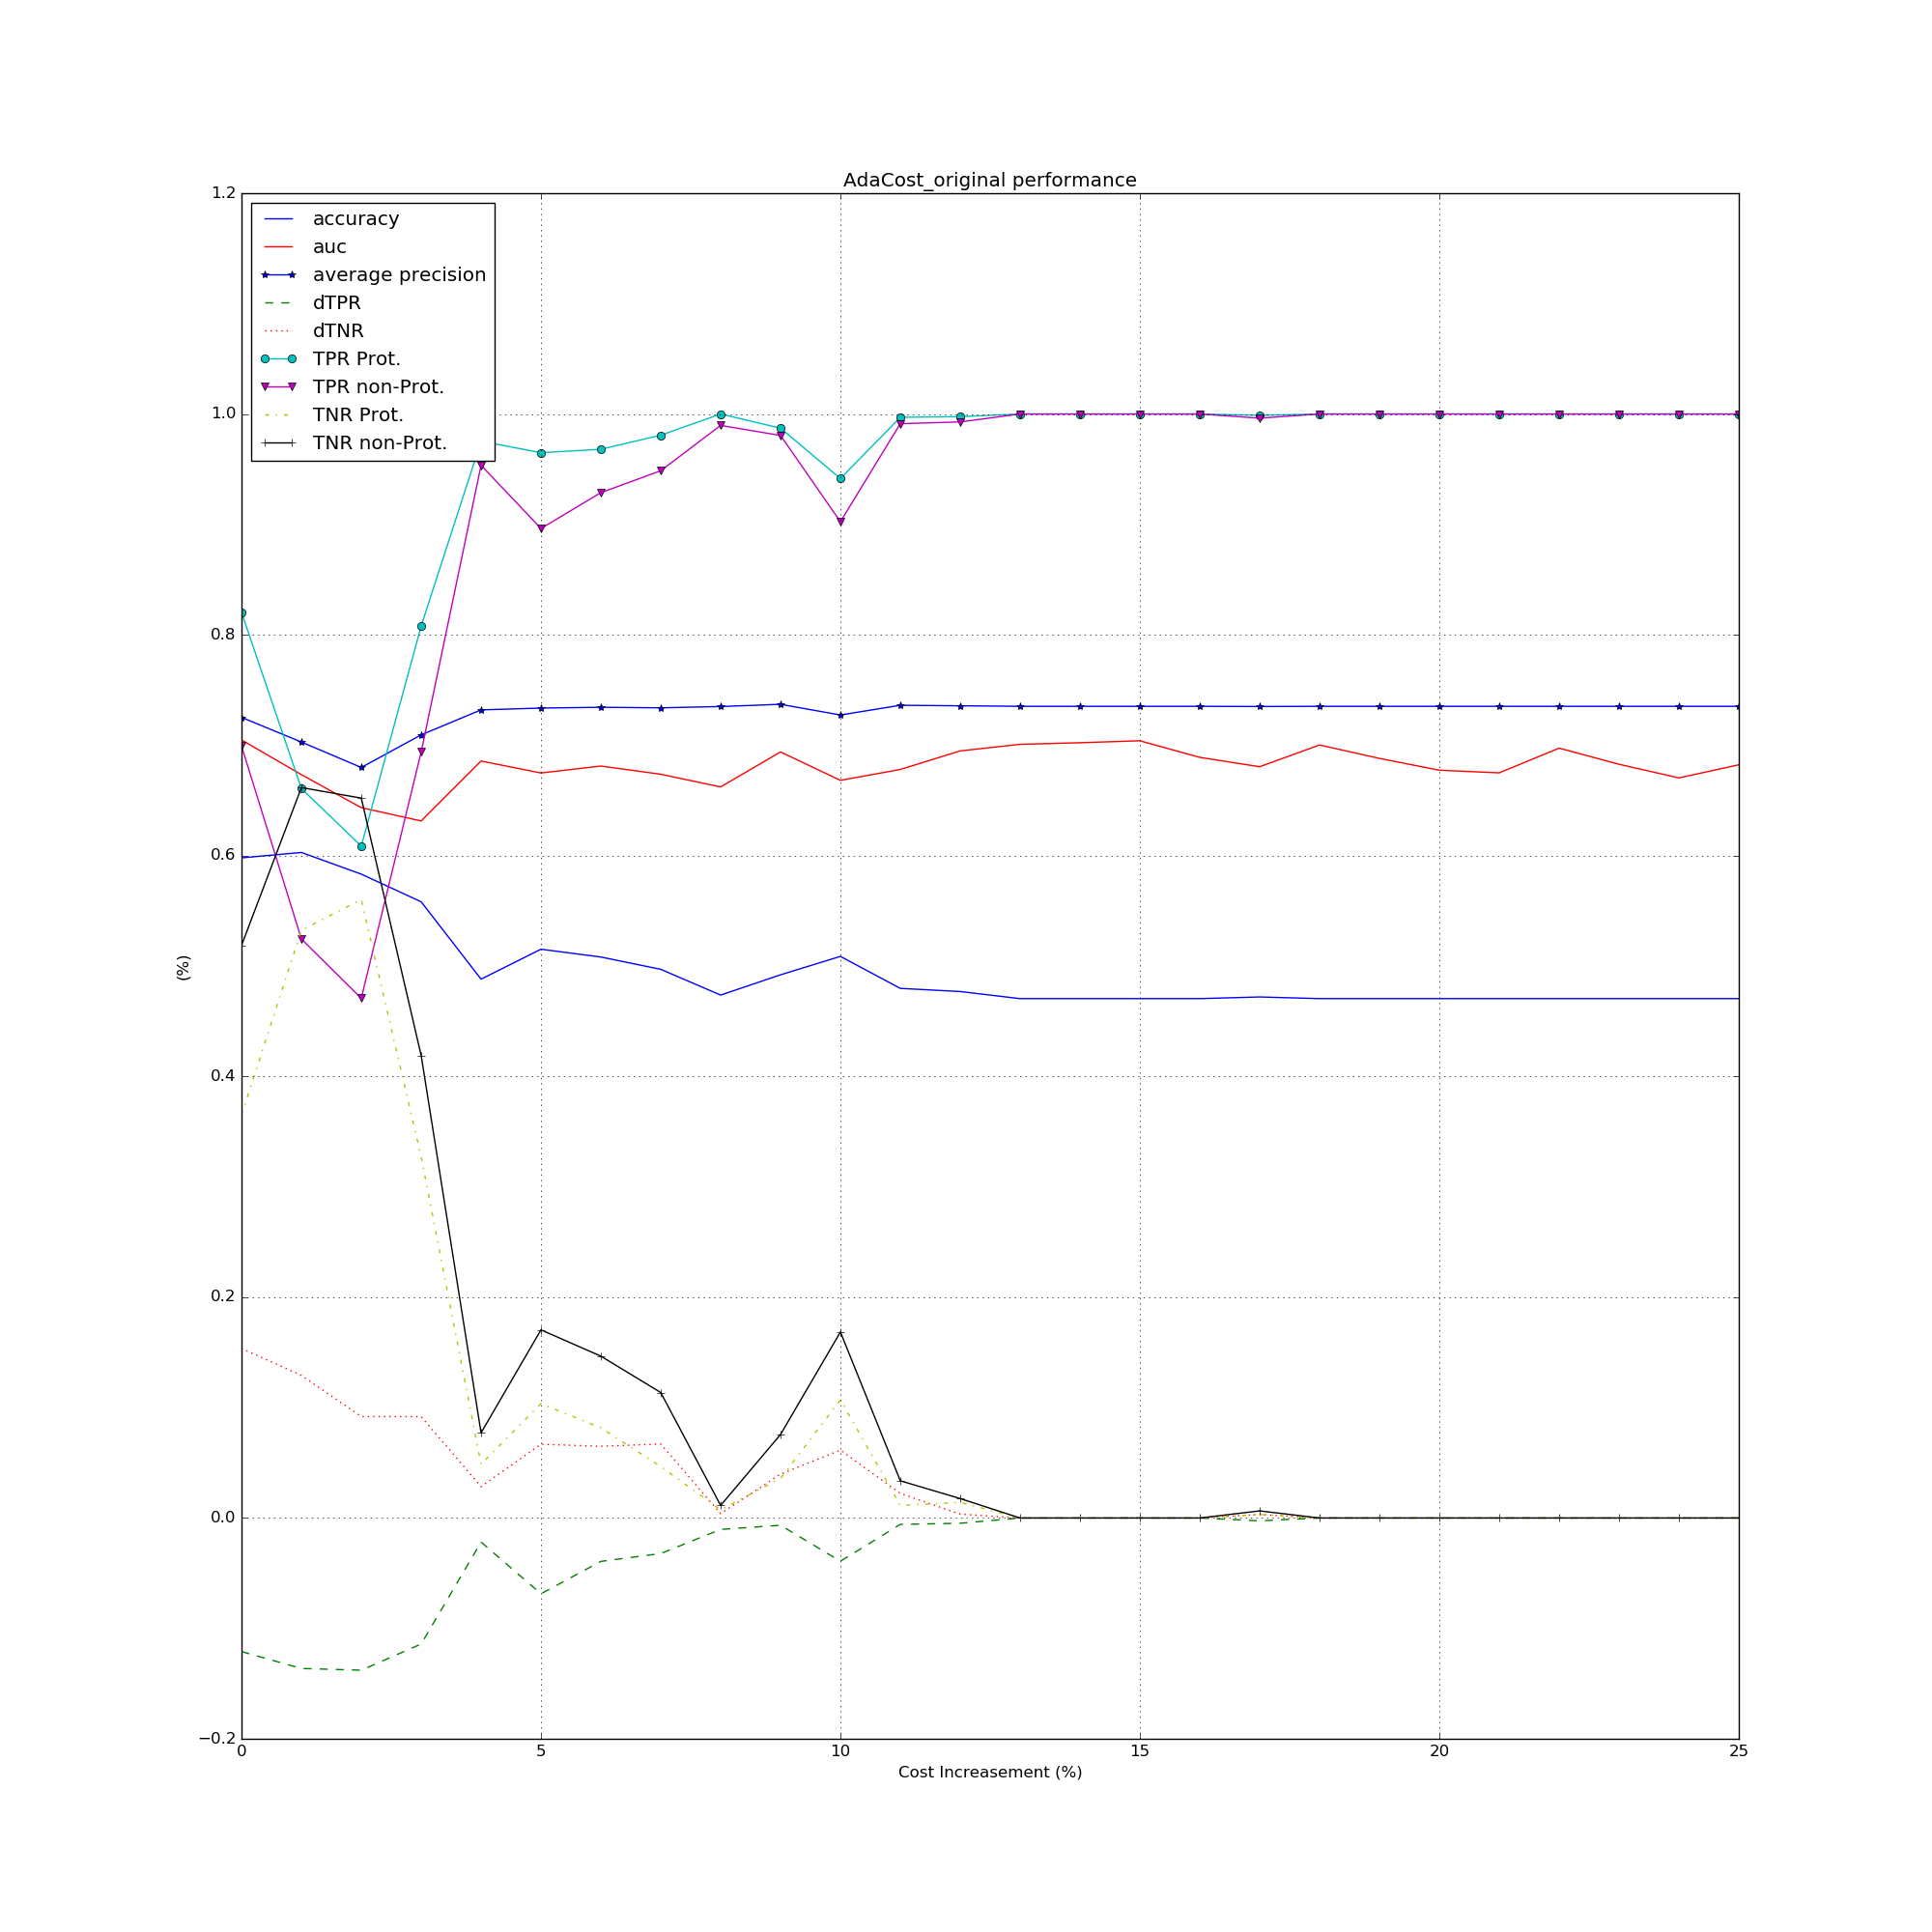 AdaCost_original performance
1.2
accuracy
auc
average precision
dTPR
dTNR
TPR Prot.
TPR non-Prot.
TNR Prot.
TNR non-Prot.
1.0
0.8
0.6
(%)
0.4
0.2
0.0
−0.2
0 5 10 15 20 25
Cost Increasement (%)